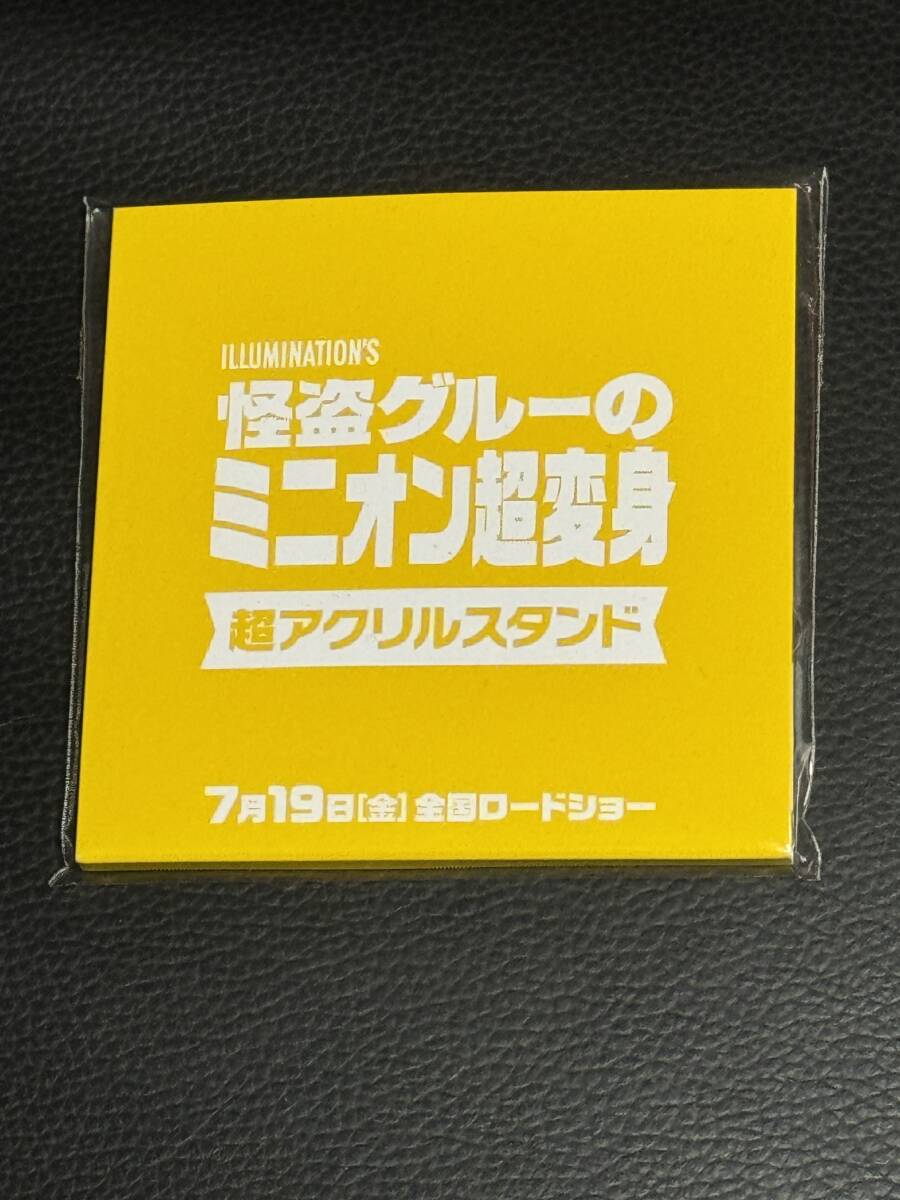 ILLUMINATION'S
怪盗グルーの
ミニオン超変身
超アクリルスタンド
7月19日[金] 全国ロードショー